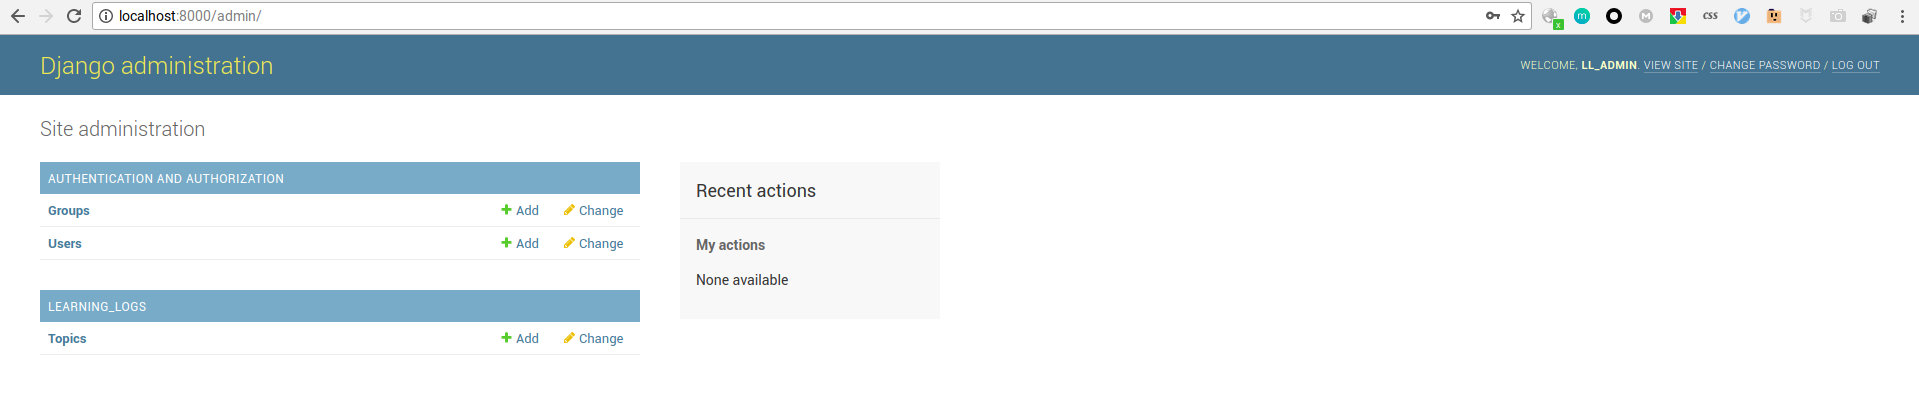 localhost:8000/admin/
m
M
css
x
Django administration
WELCOME, LL_ADMIN. VIEW SITE / CHANGE PASSWORD / LOG OUT
Site administration
AUTHENTICATION AND AUTHORIZATION
Groups Add Change
Users Add Change
LEARNING_LOGS
Topics Add Change
Recent actions
My actions
None available